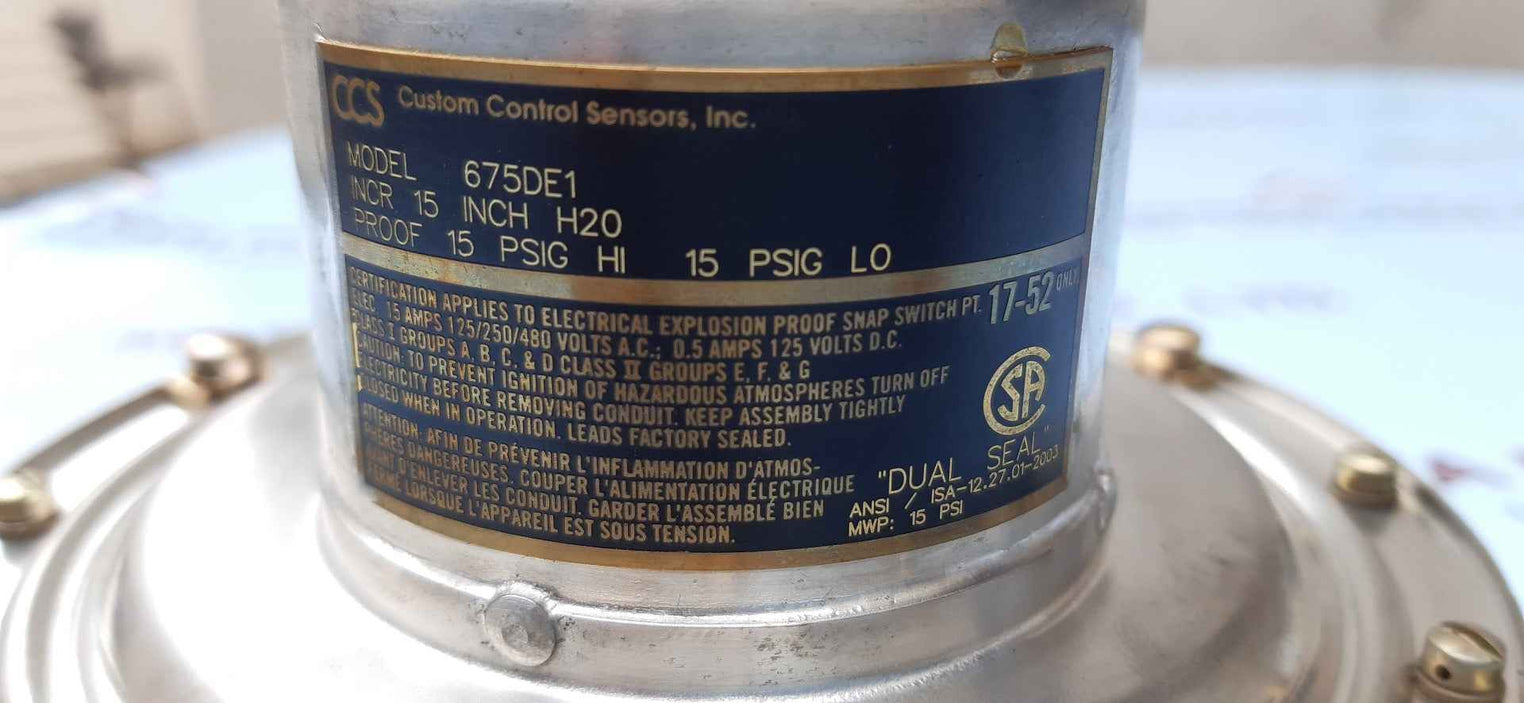 CCS Custom Control Sensors, Inc.
MODEL 675DE1
INCR 15 INCH H20
PROOF 15 PSIG HI 15 PSIG LO
CERTIFICATION APPLIES TO ELECTRICAL EXPLOSION PROOF SNAP SWITCH PT. 17-52 ONLY
ELEC. 15 AMPS 125/250/480 VOLTS A.C.; 0.5 AMPS 125 VOLTS D.C.
CLASS I GROUPS A, B, C, & D CLASS II GROUPS E, F, & G
CAUTION: TO PREVENT IGNITION OF HAZARDOUS ATMOSPHERES TURN OFF
ELECTRICITY BEFORE REMOVING CONDUIT. KEEP ASSEMBLY TIGHTLY
CLOSED WHEN IN OPERATION. LEADS FACTORY SEALED.
ATTENTION: AFIN DE PRÉVENIR L'INFLAMMATION D'ATMOS-
PHÈRES DANGEREUSES. COUPER L'ALIMENTATION ÉLECTRIQUE
D'ENLEVER LES CONDUIT. GARDER L'ASSEMBLÉ BIEN
LORSQUE L'APPAREIL EST SOUS TENSION.
CSA
"DUAL SEAL"
ANSI / ISA-12.27.01-2003
MWP: 15 PSI